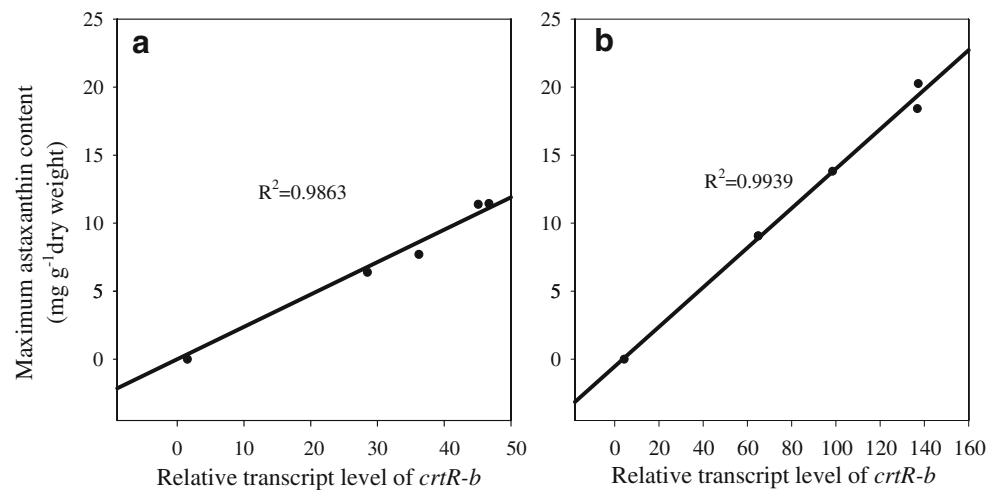 a
b
25
20
15
10
5
0
25
20
15
10
5
0
Maximum astaxanthin content
(mg g⁻¹dry weight)
R²=0.9863
R²=0.9939
0 10 20 30 40 50
0 20 40 60 80 100 120 140 160
Relative transcript level of crtR-b
Relative transcript level of crtR-b